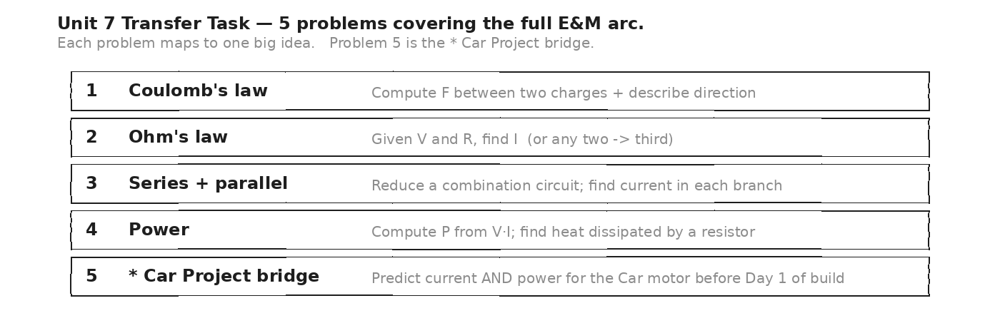 Unit 7 Transfer Task — 5 problems covering the full E&M arc.
Each problem maps to one big idea.   Problem 5 is the * Car Project bridge.
1 Coulomb's law Compute F between two charges + describe direction
2 Ohm's law Given V and R, find I  (or any two -> third)
3 Series + parallel Reduce a combination circuit; find current in each branch
4 Power Compute P from V·I; find heat dissipated by a resistor
5 * Car Project bridge Predict current AND power for the Car motor before Day 1 of build